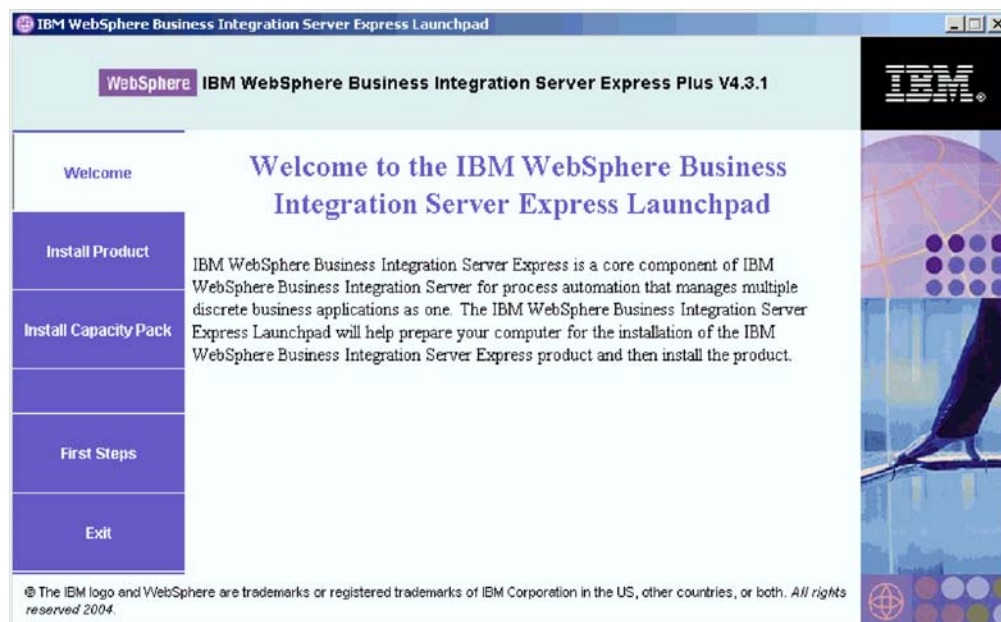 IBM WebSphere Business Integration Server Express Launchpad
WebSphere IBM WebSphere Business Integration Server Express Plus V4.3.1
IBM®
Welcome
Install Product
Install Capacity Pack
First Steps
Exit
Welcome to the IBM WebSphere Business
Integration Server Express Launchpad
IBM WebSphere Business Integration Server Express is a core component of IBM
WebSphere Business Integration Server for process automation that manages multiple
discrete business applications as one. The IBM WebSphere Business Integration Server
Express Launchpad will help prepare your computer for the installation of the IBM
WebSphere Business Integration Server Express product and then install the product.
® The IBM logo and WebSphere are trademarks or registered trademarks of IBM Corporation in the US, other countries, or both. All rights
reserved 2004.